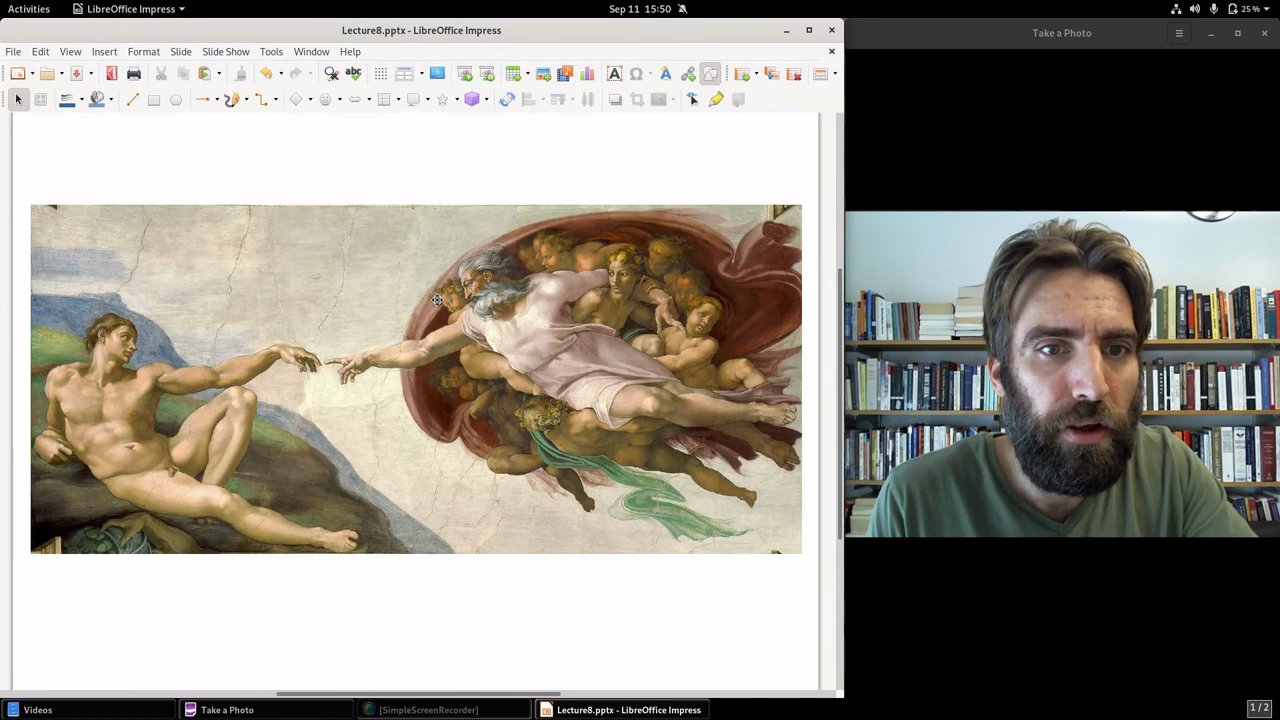 Activities LibreOffice Impress Sep 11 15:50 25%
Lecture8.pptx - LibreOffice Impress
Take a Photo
File Edit View Insert Format Slide Slide Show Tools Window Help
Videos Take a Photo [SimpleScreenRecorder] Lecture8.pptx - LibreOffice Impress 1/2